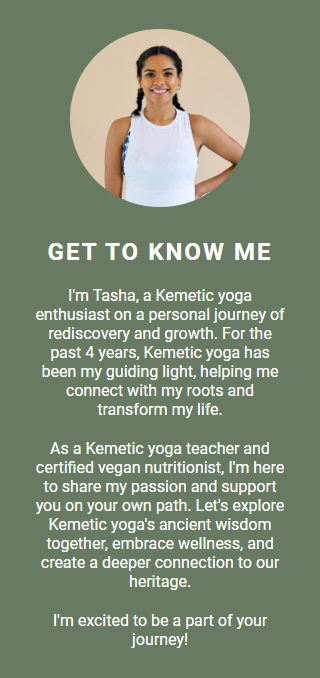 GET TO KNOW ME
I'm Tasha, a Kemetic yoga
enthusiast on a personal journey of
rediscovery and growth. For the
past 4 years, Kemetic yoga has
been my guiding light, helping me
connect with my roots and
transform my life.
As a Kemetic yoga teacher and
certified vegan nutritionist, I'm here
to share my passion and support
you on your own path. Let's explore
Kemetic yoga's ancient wisdom
together, embrace wellness, and
create a deeper connection to our
heritage.
I'm excited to be a part of your
journey!